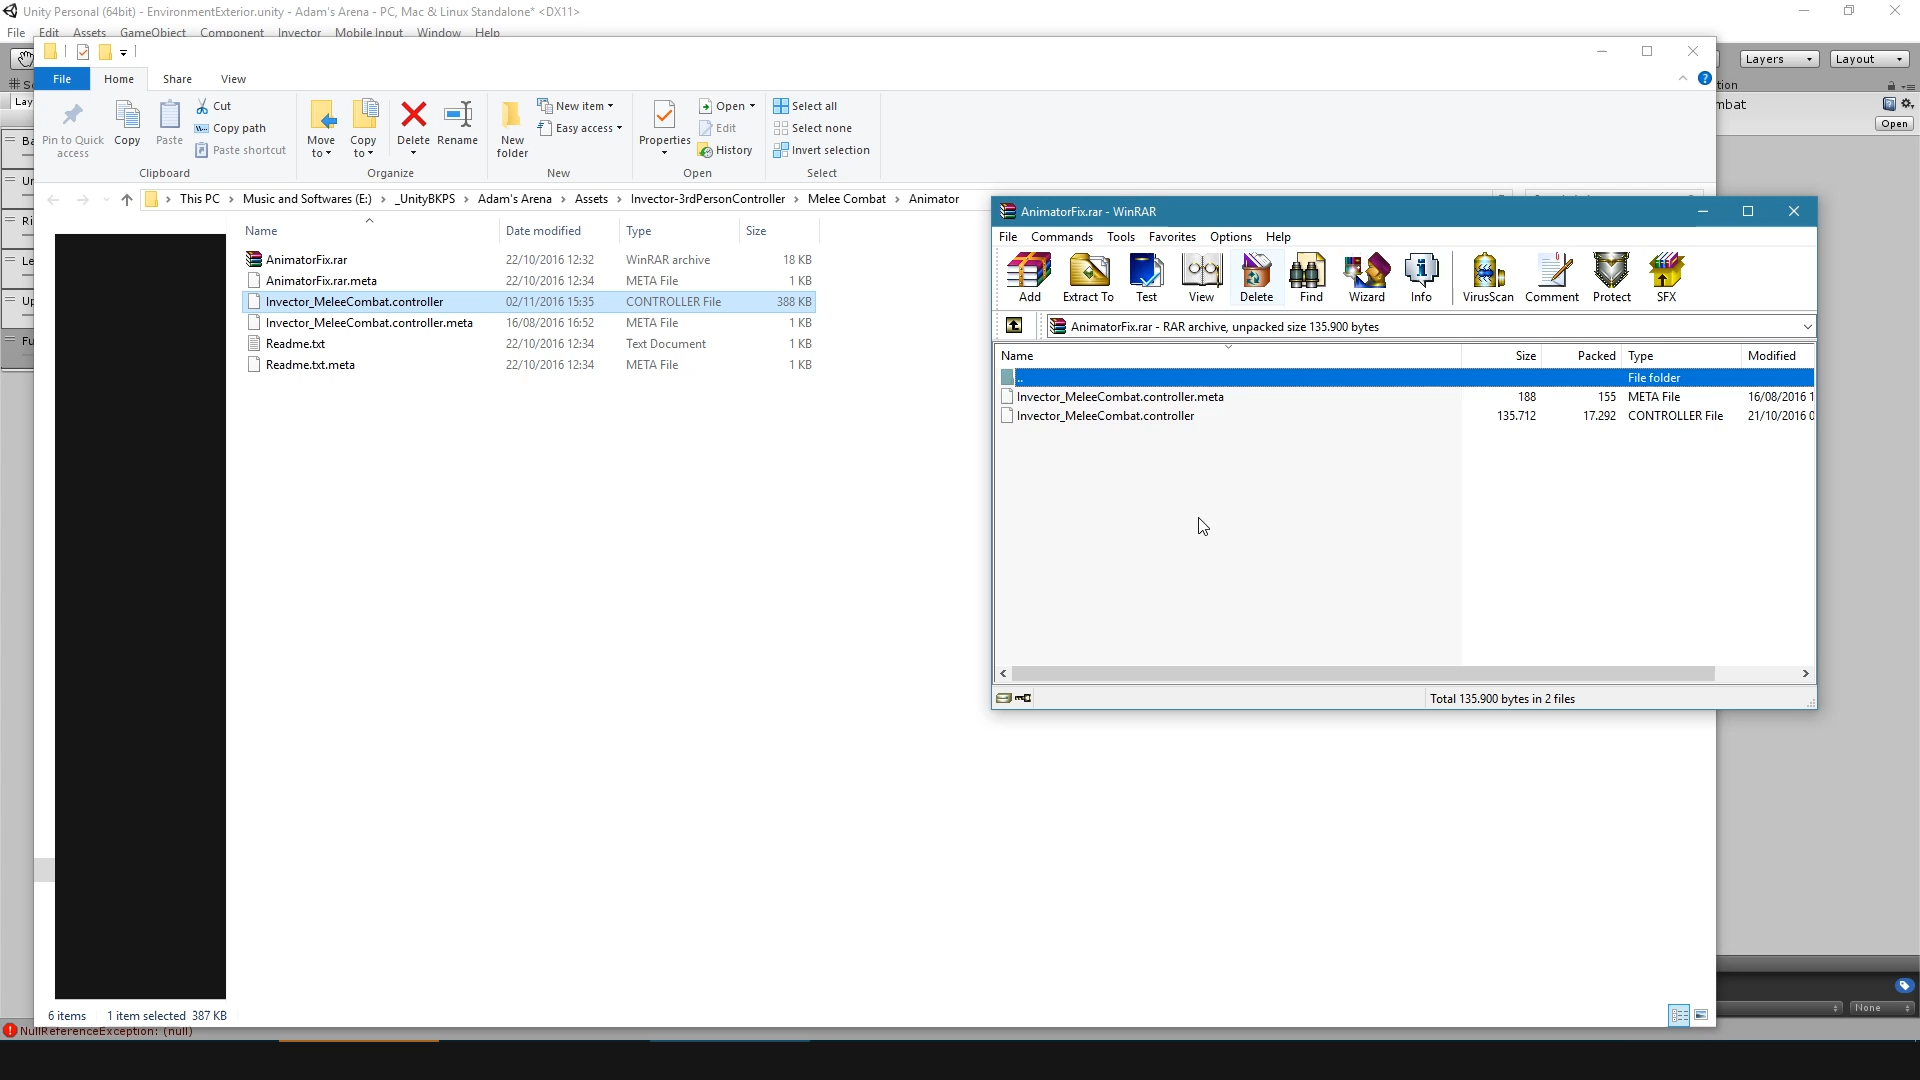 Unity Personal (64bit) - EnvironmentExterior.unity - Adam's Arena - PC, Mac & Linux Standalone* <DX11>
File Edit Assets GameObject Component Invector Mobile Input Window Help
Layers Layout
File Home Share View
Pin to Quick access
Copy
Paste
Cut
Copy path
Paste shortcut
Clipboard
Move to
Copy to
Delete
Rename
Organize
New folder
New item
Easy access
New
Properties
Open
Edit
History
Open
Select all
Select none
Invert selection
Select
mbat
Open
This PC > Music and Softwares (E:) > _UnityBKPS > Adam's Arena > Assets > Invector-3rdPersonController > Melee Combat > Animator
Name Date modified Type Size
AnimatorFix.rar 22/10/2016 12:32 WinRAR archive 18 KB
AnimatorFix.rar.meta 22/10/2016 12:34 META File 1 KB
Invector_MeleeCombat.controller 02/11/2016 15:35 CONTROLLER File 388 KB
Invector_MeleeCombat.controller.meta 16/08/2016 16:52 META File 1 KB
Readme.txt 22/10/2016 12:34 Text Document 1 KB
Readme.txt.meta 22/10/2016 12:34 META File 1 KB
AnimatorFix.rar - WinRAR
File Commands Tools Favorites Options Help
Add Extract To Test View Delete Find Wizard Info VirusScan Comment Protect SFX
AnimatorFix.rar - RAR archive, unpacked size 135.900 bytes
Name Size Packed Type Modified
.. File folder
Invector_MeleeCombat.controller.meta 188 155 META File 16/08/2016 1
Invector_MeleeCombat.controller 135.712 17.292 CONTROLLER File 21/10/2016 0
Total 135.900 bytes in 2 files
None
6 items 1 item selected 387 KB
NullReferenceException: (null)